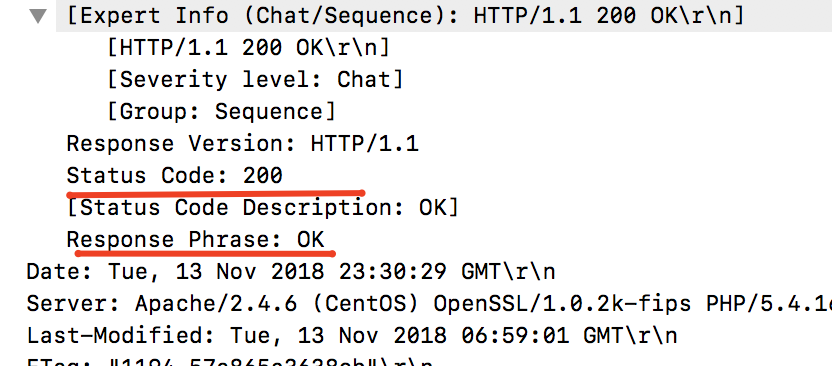 [Expert Info (Chat/Sequence): HTTP/1.1 200 OK\r\n]
[HTTP/1.1 200 OK\r\n]
[Severity level: Chat]
[Group: Sequence]
Response Version: HTTP/1.1
Status Code: 200
[Status Code Description: OK]
Response Phrase: OK
Date: Tue, 13 Nov 2018 23:30:29 GMT\r\n
Server: Apache/2.4.6 (CentOS) OpenSSL/1.0.2k-fips PHP/5.4.16
Last-Modified: Tue, 13 Nov 2018 06:59:01 GMT\r\n